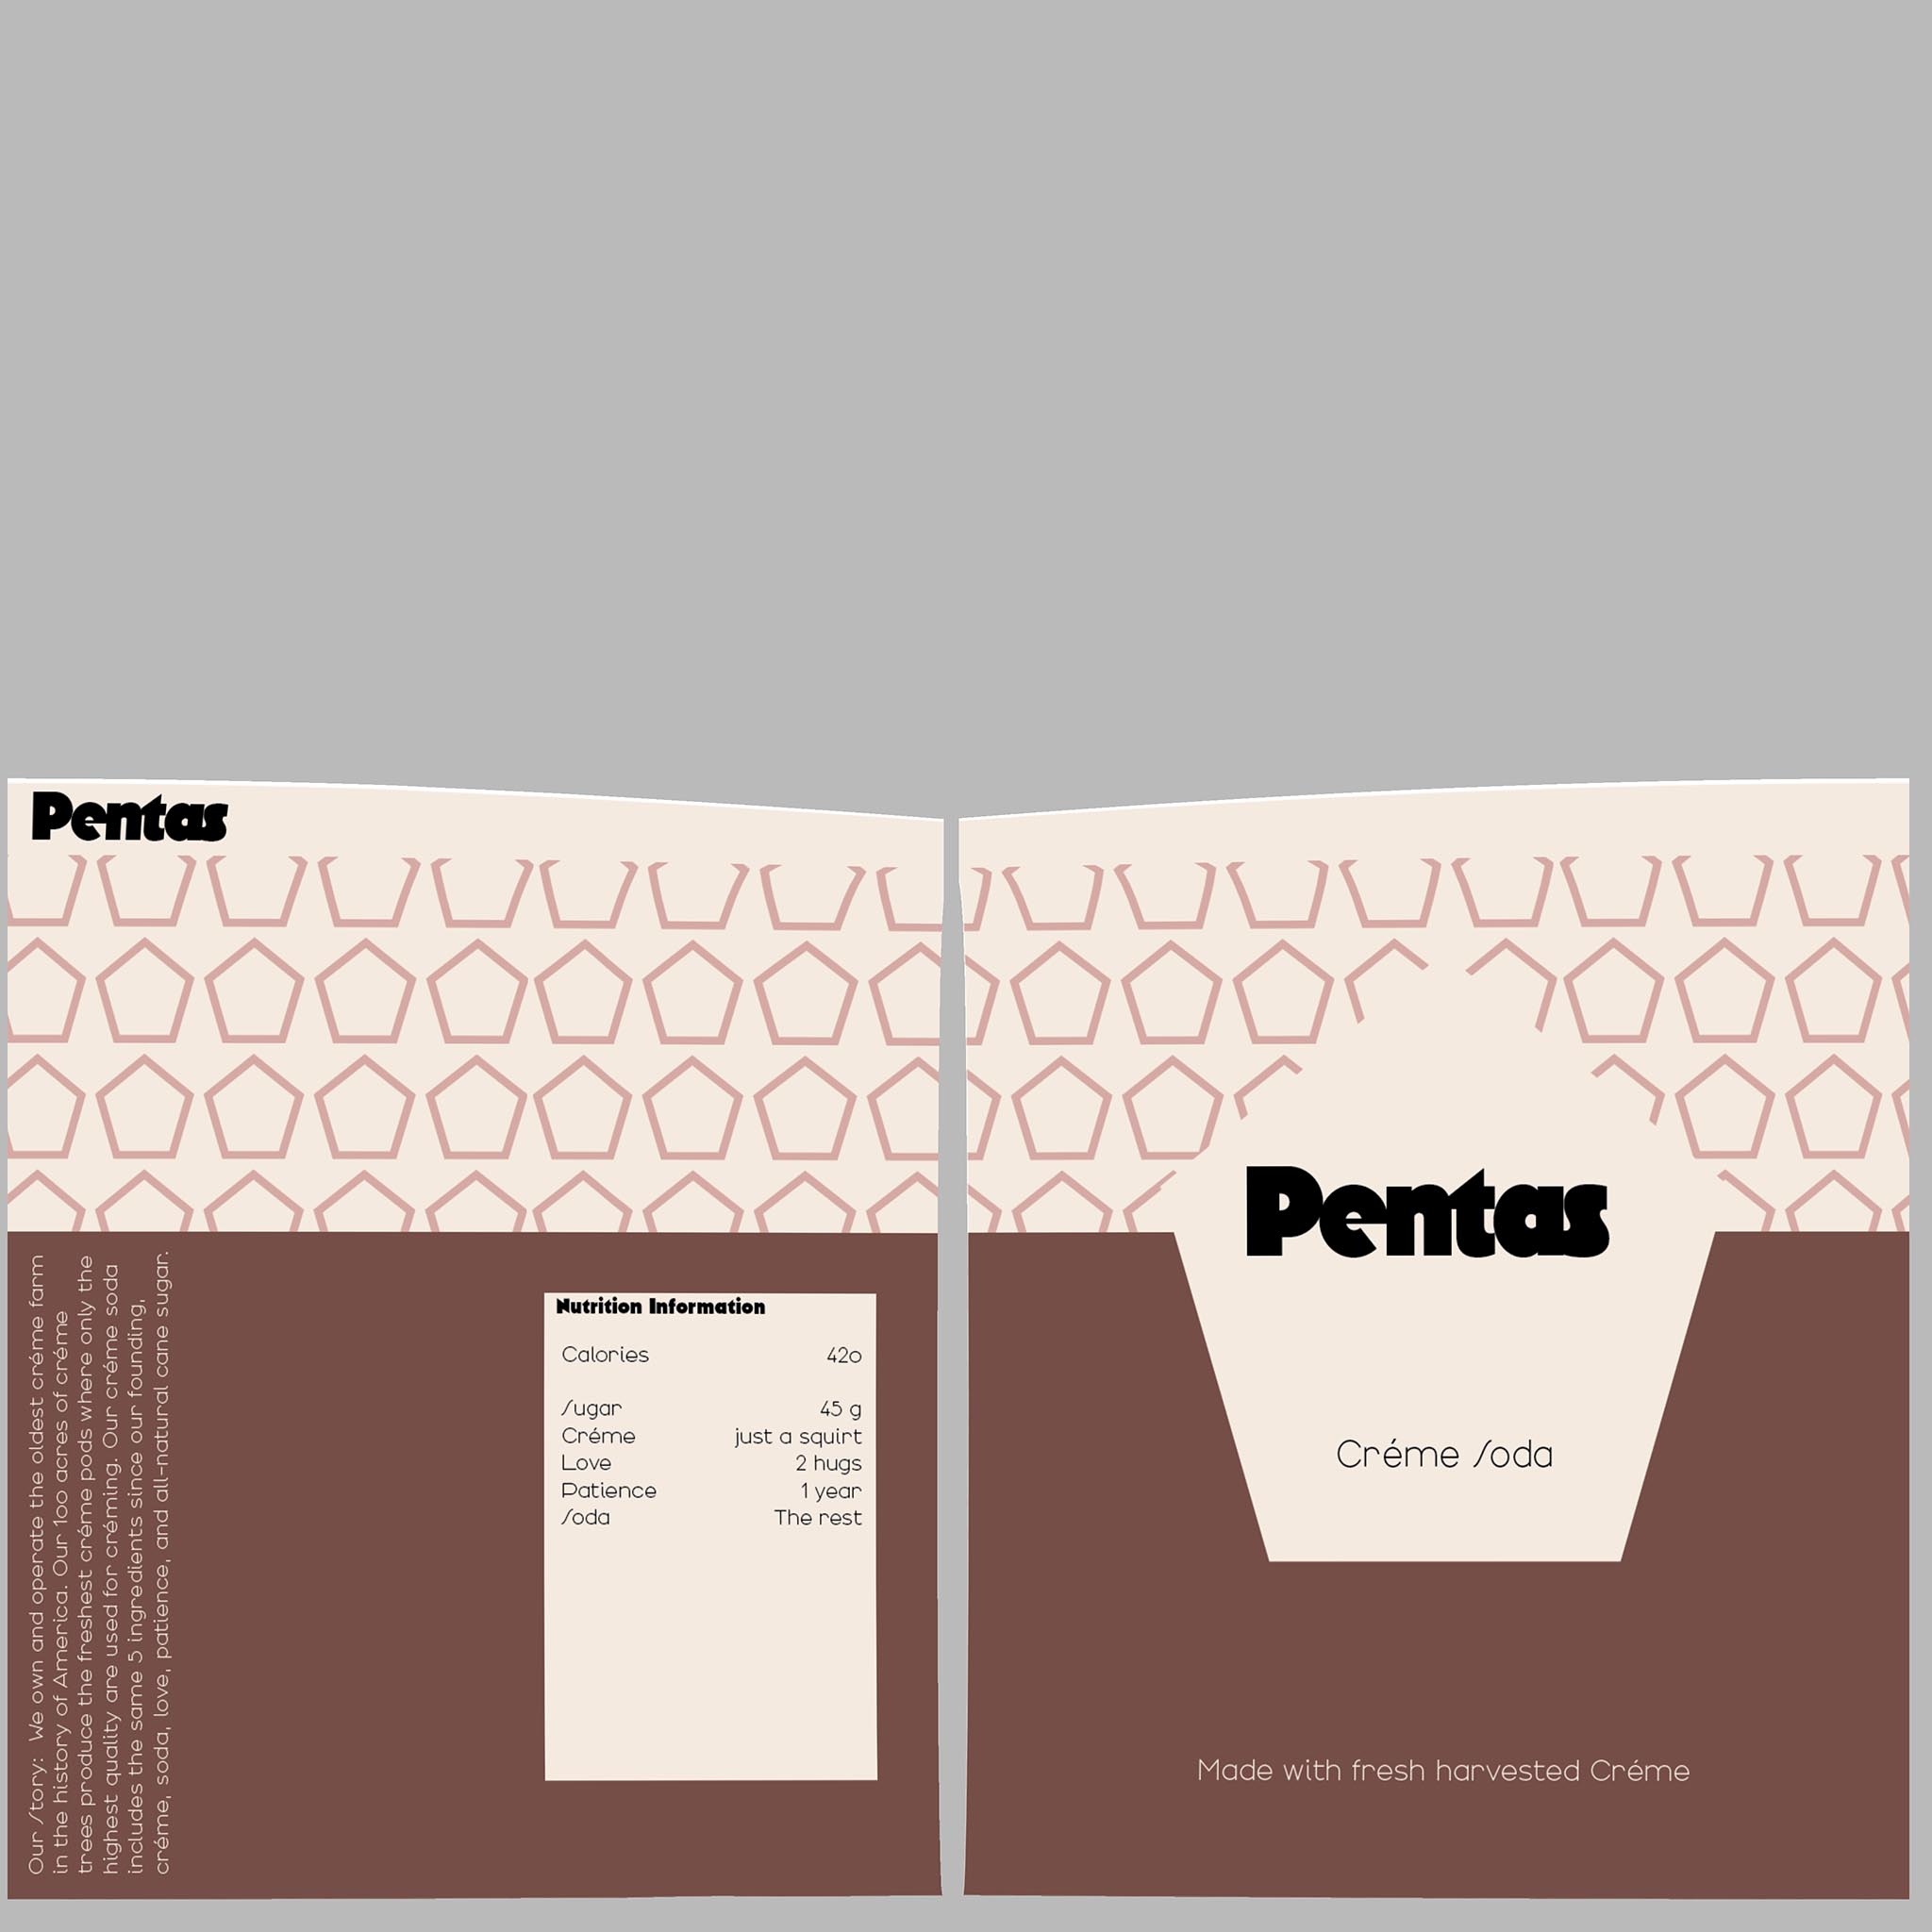 Pentas
Our Story: We own and operate the oldest créme farm
in the history of America. Our 100 acres of créme
trees produce the freshest créme pods where only the
highest quality are used for créming. Our créme soda
includes the same 5 ingredients since our founding,
créme, soda, love, patience, and all-natural cane sugar.
Nutrition Information
Calories 420
Sugar 45 g
Créme just a squirt
Love 2 hugs
Patience 1 year
Soda The rest
Pentas
Créme Soda
Made with fresh harvested Créme